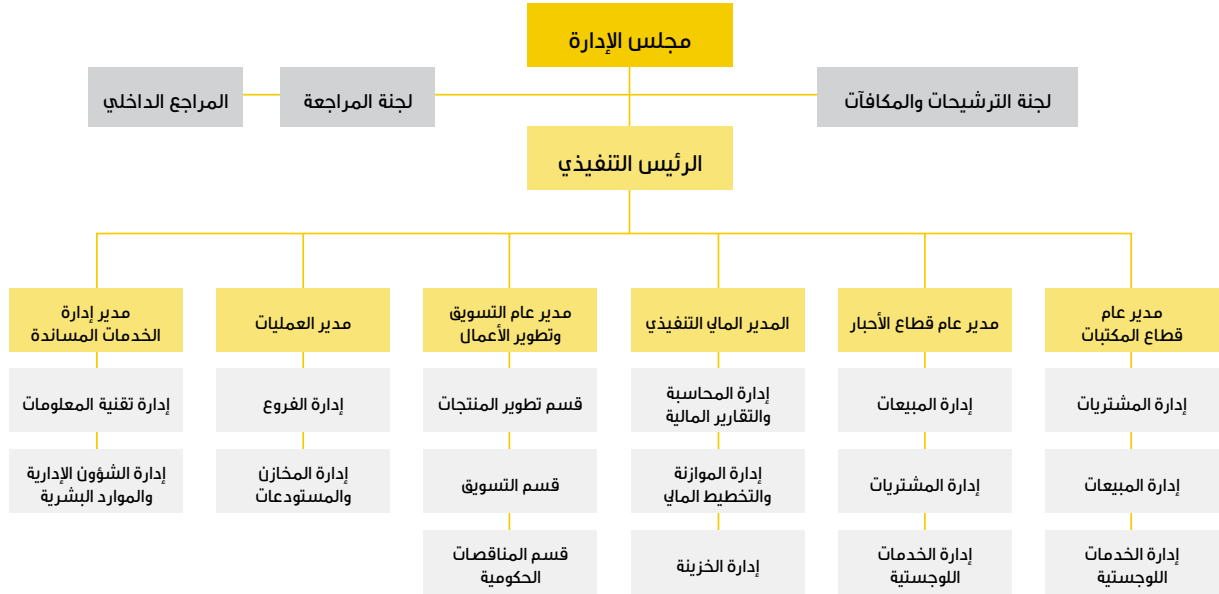 مجلس الإدارة
لجنة الترشيحات والمكافآت
لجنة المراجعة
المراجع الداخلي
الرئيس التنفيذي
مدير عام
قطاع المكتبات
مدير عام قطاع الأحبار
المدير المالي التنفيذي
مدير عام التسويق
وتطوير الأعمال
مدير العمليات
مدير إدارة
الخدمات المساندة
إدارة المشتريات
إدارة المبيعات
إدارة المحاسبة
والتقارير المالية
قسم تطوير المنتجات
إدارة الفروع
إدارة تقنية المعلومات
إدارة المبيعات
إدارة المشتريات
إدارة الموازنة
والتخطيط المالي
قسم التسويق
إدارة المخازن
والمستودعات
إدارة الشؤون الإدارية
والموارد البشرية
إدارة الخدمات
اللوجستية
إدارة الخدمات
اللوجستية
إدارة الخزينة
قسم المناقصات
الحكومية